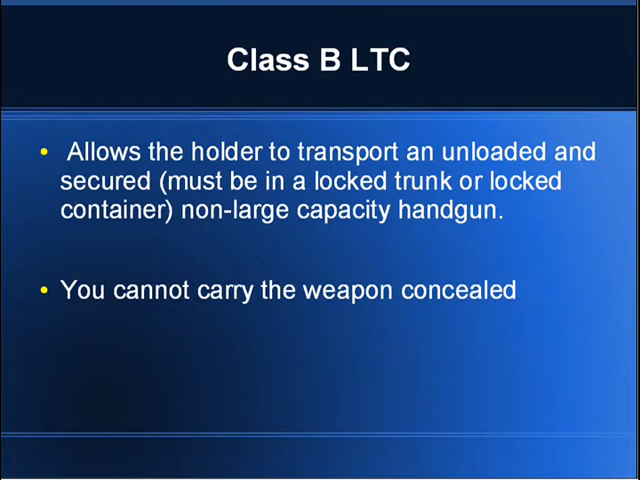 Class B LTC
• Allows the holder to transport an unloaded and
secured (must be in a locked trunk or locked
container) non-large capacity handgun.
• You cannot carry the weapon concealed